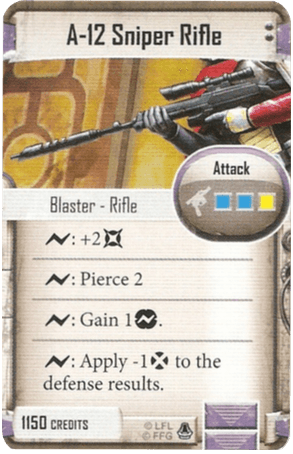 A-12 Sniper Rifle
Attack
Blaster - Rifle
: +2
: Pierce 2
: Gain 1 .
: Apply -1 to the
defense results.
1150 CREDITS
© LFL
© FFG